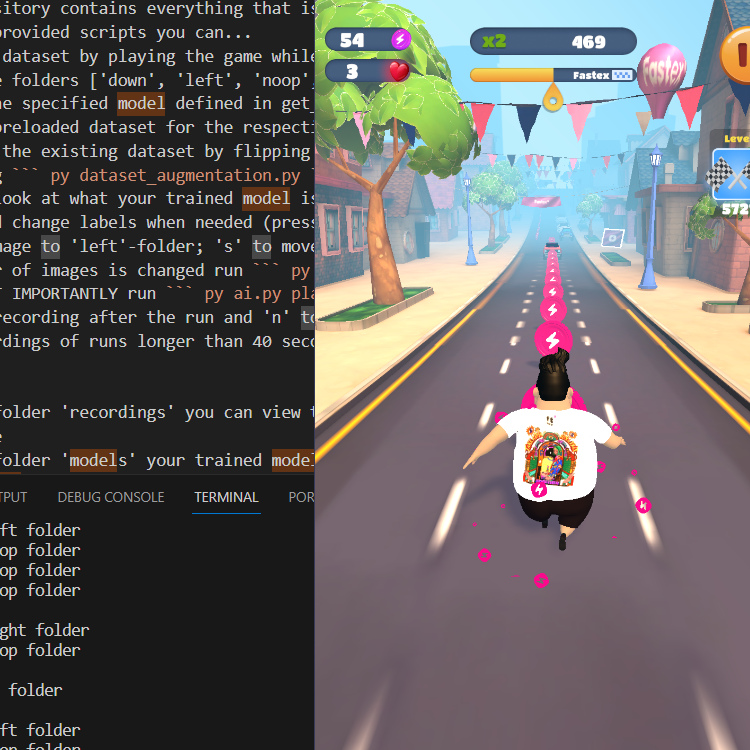 sitory contains everything that is
provided scripts you can...
dataset by playing the game while
e folders ['down', 'left', 'noop'
he specified model defined in get_
preloaded dataset for the respecti
the existing dataset by flipping
g ``` py dataset_augmentation.py
look at what your trained model is
d change labels when needed (press
mage to 'left'-folder; 's' to move
r of images is changed run ``` py
T IMPORTANTLY run ``` py ai.py pla
recording after the run and 'n' to
rdings of runs longer than 40 seco
folder 'recordings' you can view t
e
folder 'models' your trained model
TPUT DEBUG CONSOLE TERMINAL POR
ft folder
op folder
op folder
op folder
ght folder
op folder
folder
ft folder
op folder
54
3
x2 469
Fastex
Fastex
Level
572